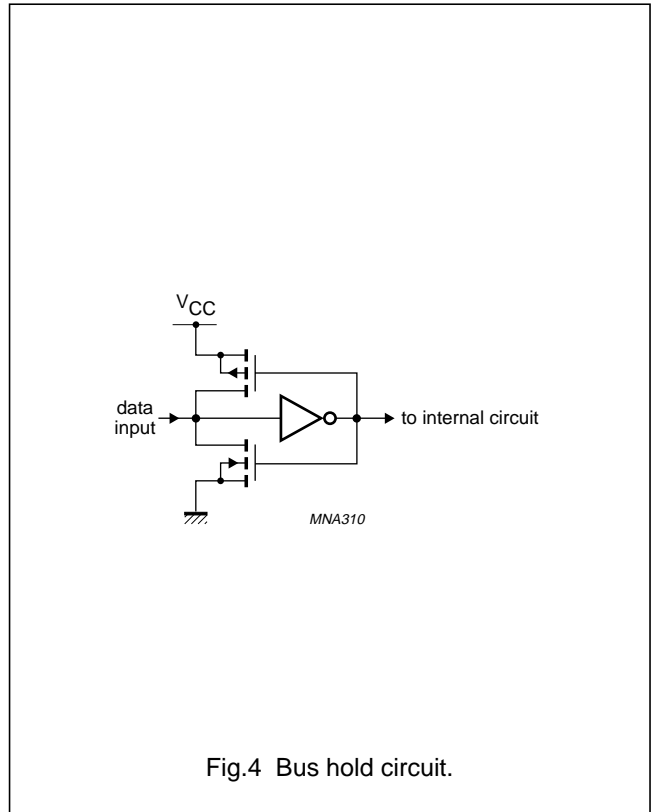 VCC
data
input
to internal circuit
MNA310
Fig.4 Bus hold circuit.